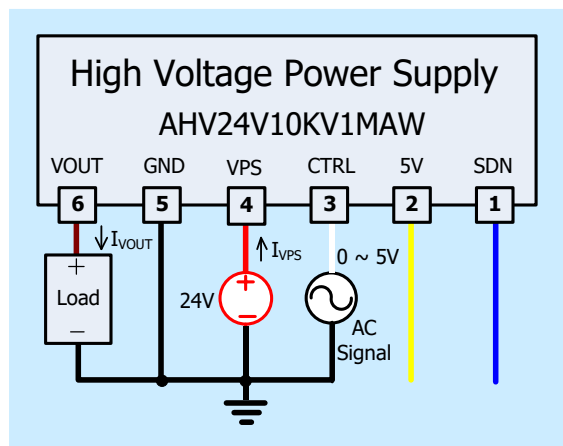 High Voltage Power Supply
AHV24V10KV1MAW
VOUT GND VPS CTRL 5V SDN
6 5 4 3 2 1
IVOUT IVPS 0 ~ 5V
+ +
Load 24V
− −
AC
Signal